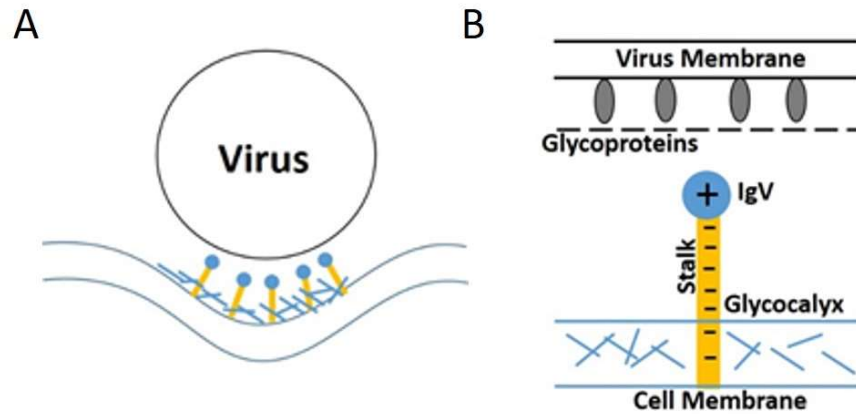 A
B
Virus
Virus Membrane
Glycoproteins
+
IgV
Stalk
Glycocalyx
Cell Membrane